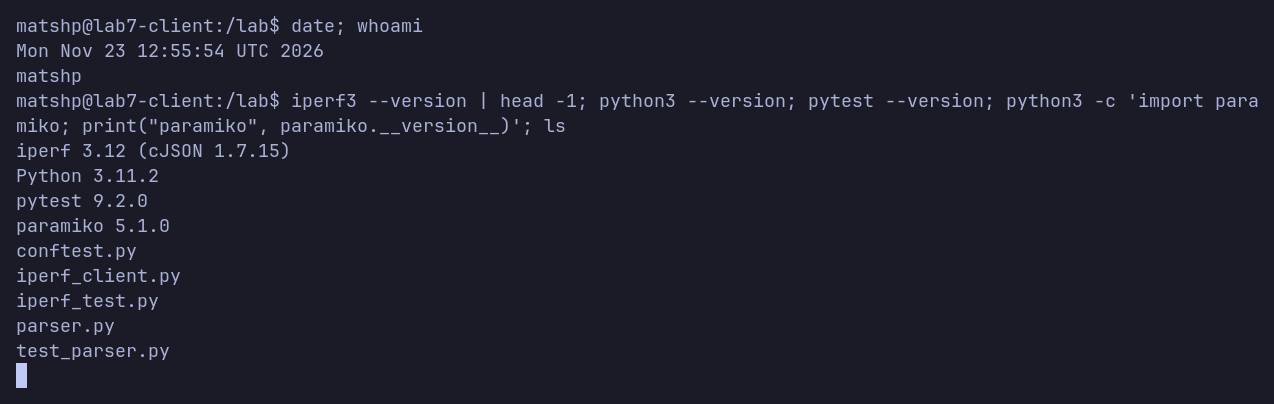 matshp@lab7-client:/lab$ date; whoami
Mon Nov 23 12:55:54 UTC 2026
matshp
matshp@lab7-client:/lab$ iperf3 --version | head -1; python3 --version; pytest --version; python3 -c 'import para
miko; print("paramiko", paramiko.__version__)'; ls
iperf 3.12 (cJSON 1.7.15)
Python 3.11.2
pytest 9.2.0
paramiko 5.1.0
conftest.py
iperf_client.py
iperf_test.py
parser.py
test_parser.py